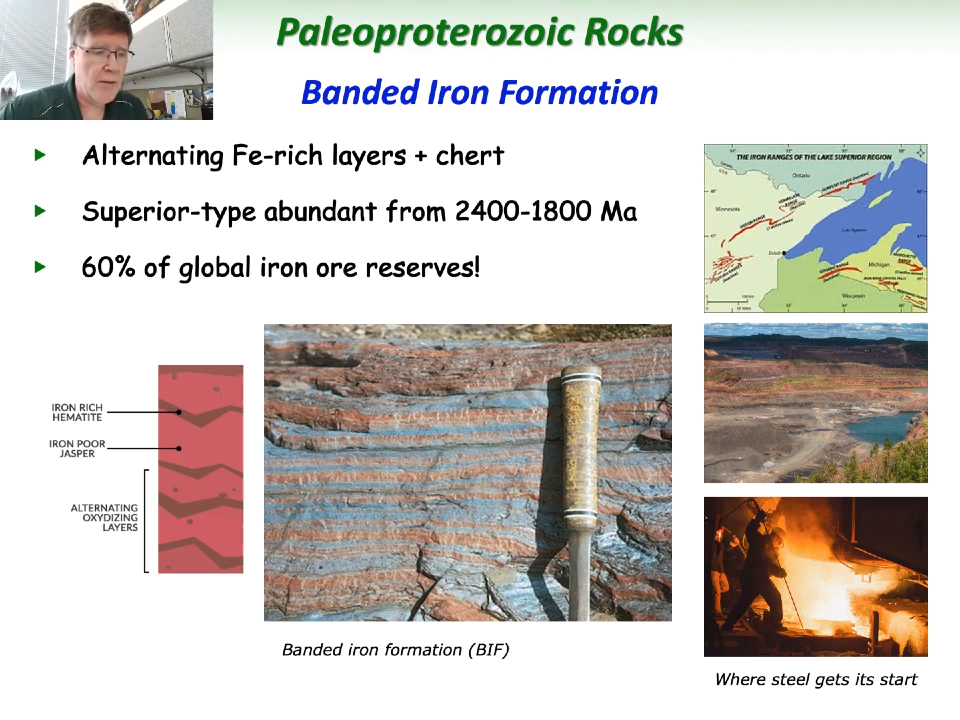 Paleoproterozoic Rocks
Banded Iron Formation
Alternating Fe-rich layers + chert
Superior-type abundant from 2400-1800 Ma
60% of global iron ore reserves!
THE IRON RANGES OF THE LAKE SUPERIOR REGION
Ontario
Minnesota
Lake Superior
Duluth
Michigan
Wisconsin
IRON RICH
HEMATITE
IRON POOR
JASPER
ALTERNATING
OXYDIZING
LAYERS
Banded iron formation (BIF)
Where steel gets its start